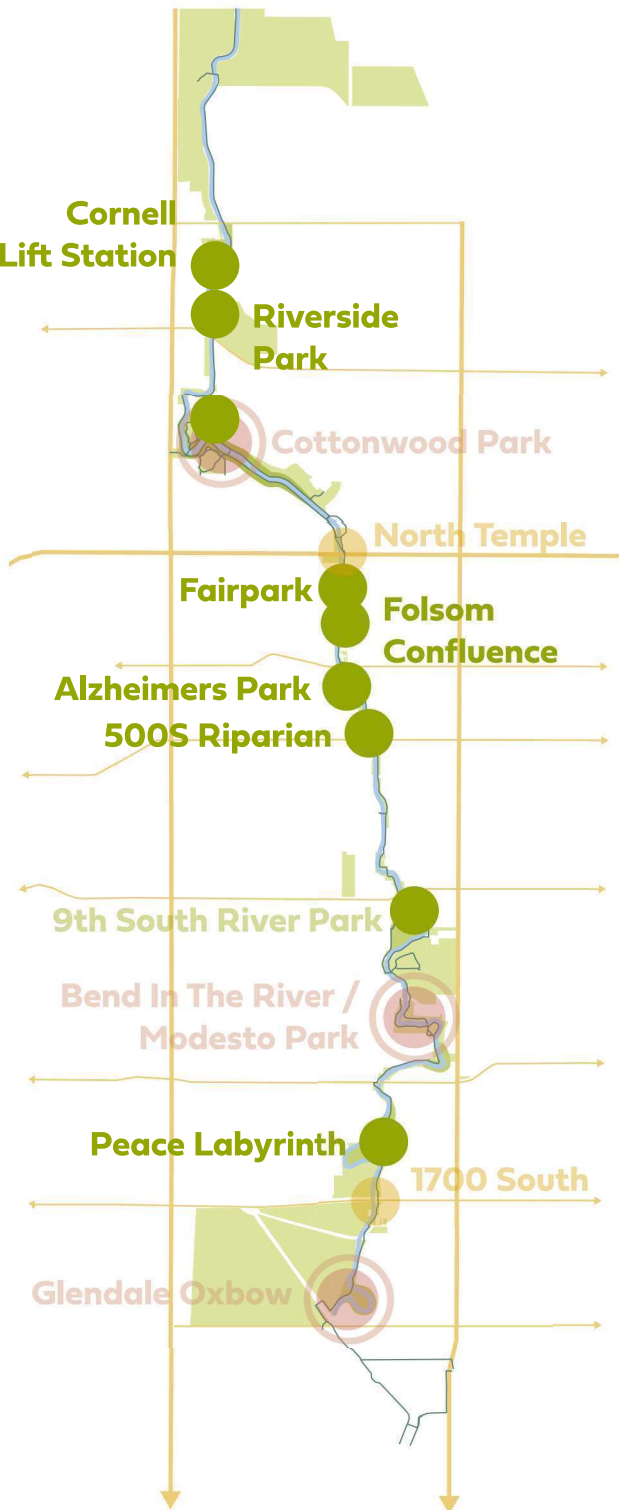 Cornell
Lift Station
Riverside
Park
Cottonwood Park
North Temple
Fairpark
Folsom
Confluence
Alzheimers Park
500S Riparian
9th South River Park
Bend In The River /
Modesto Park
Peace Labyrinth
1700 South
Glendale Oxbow